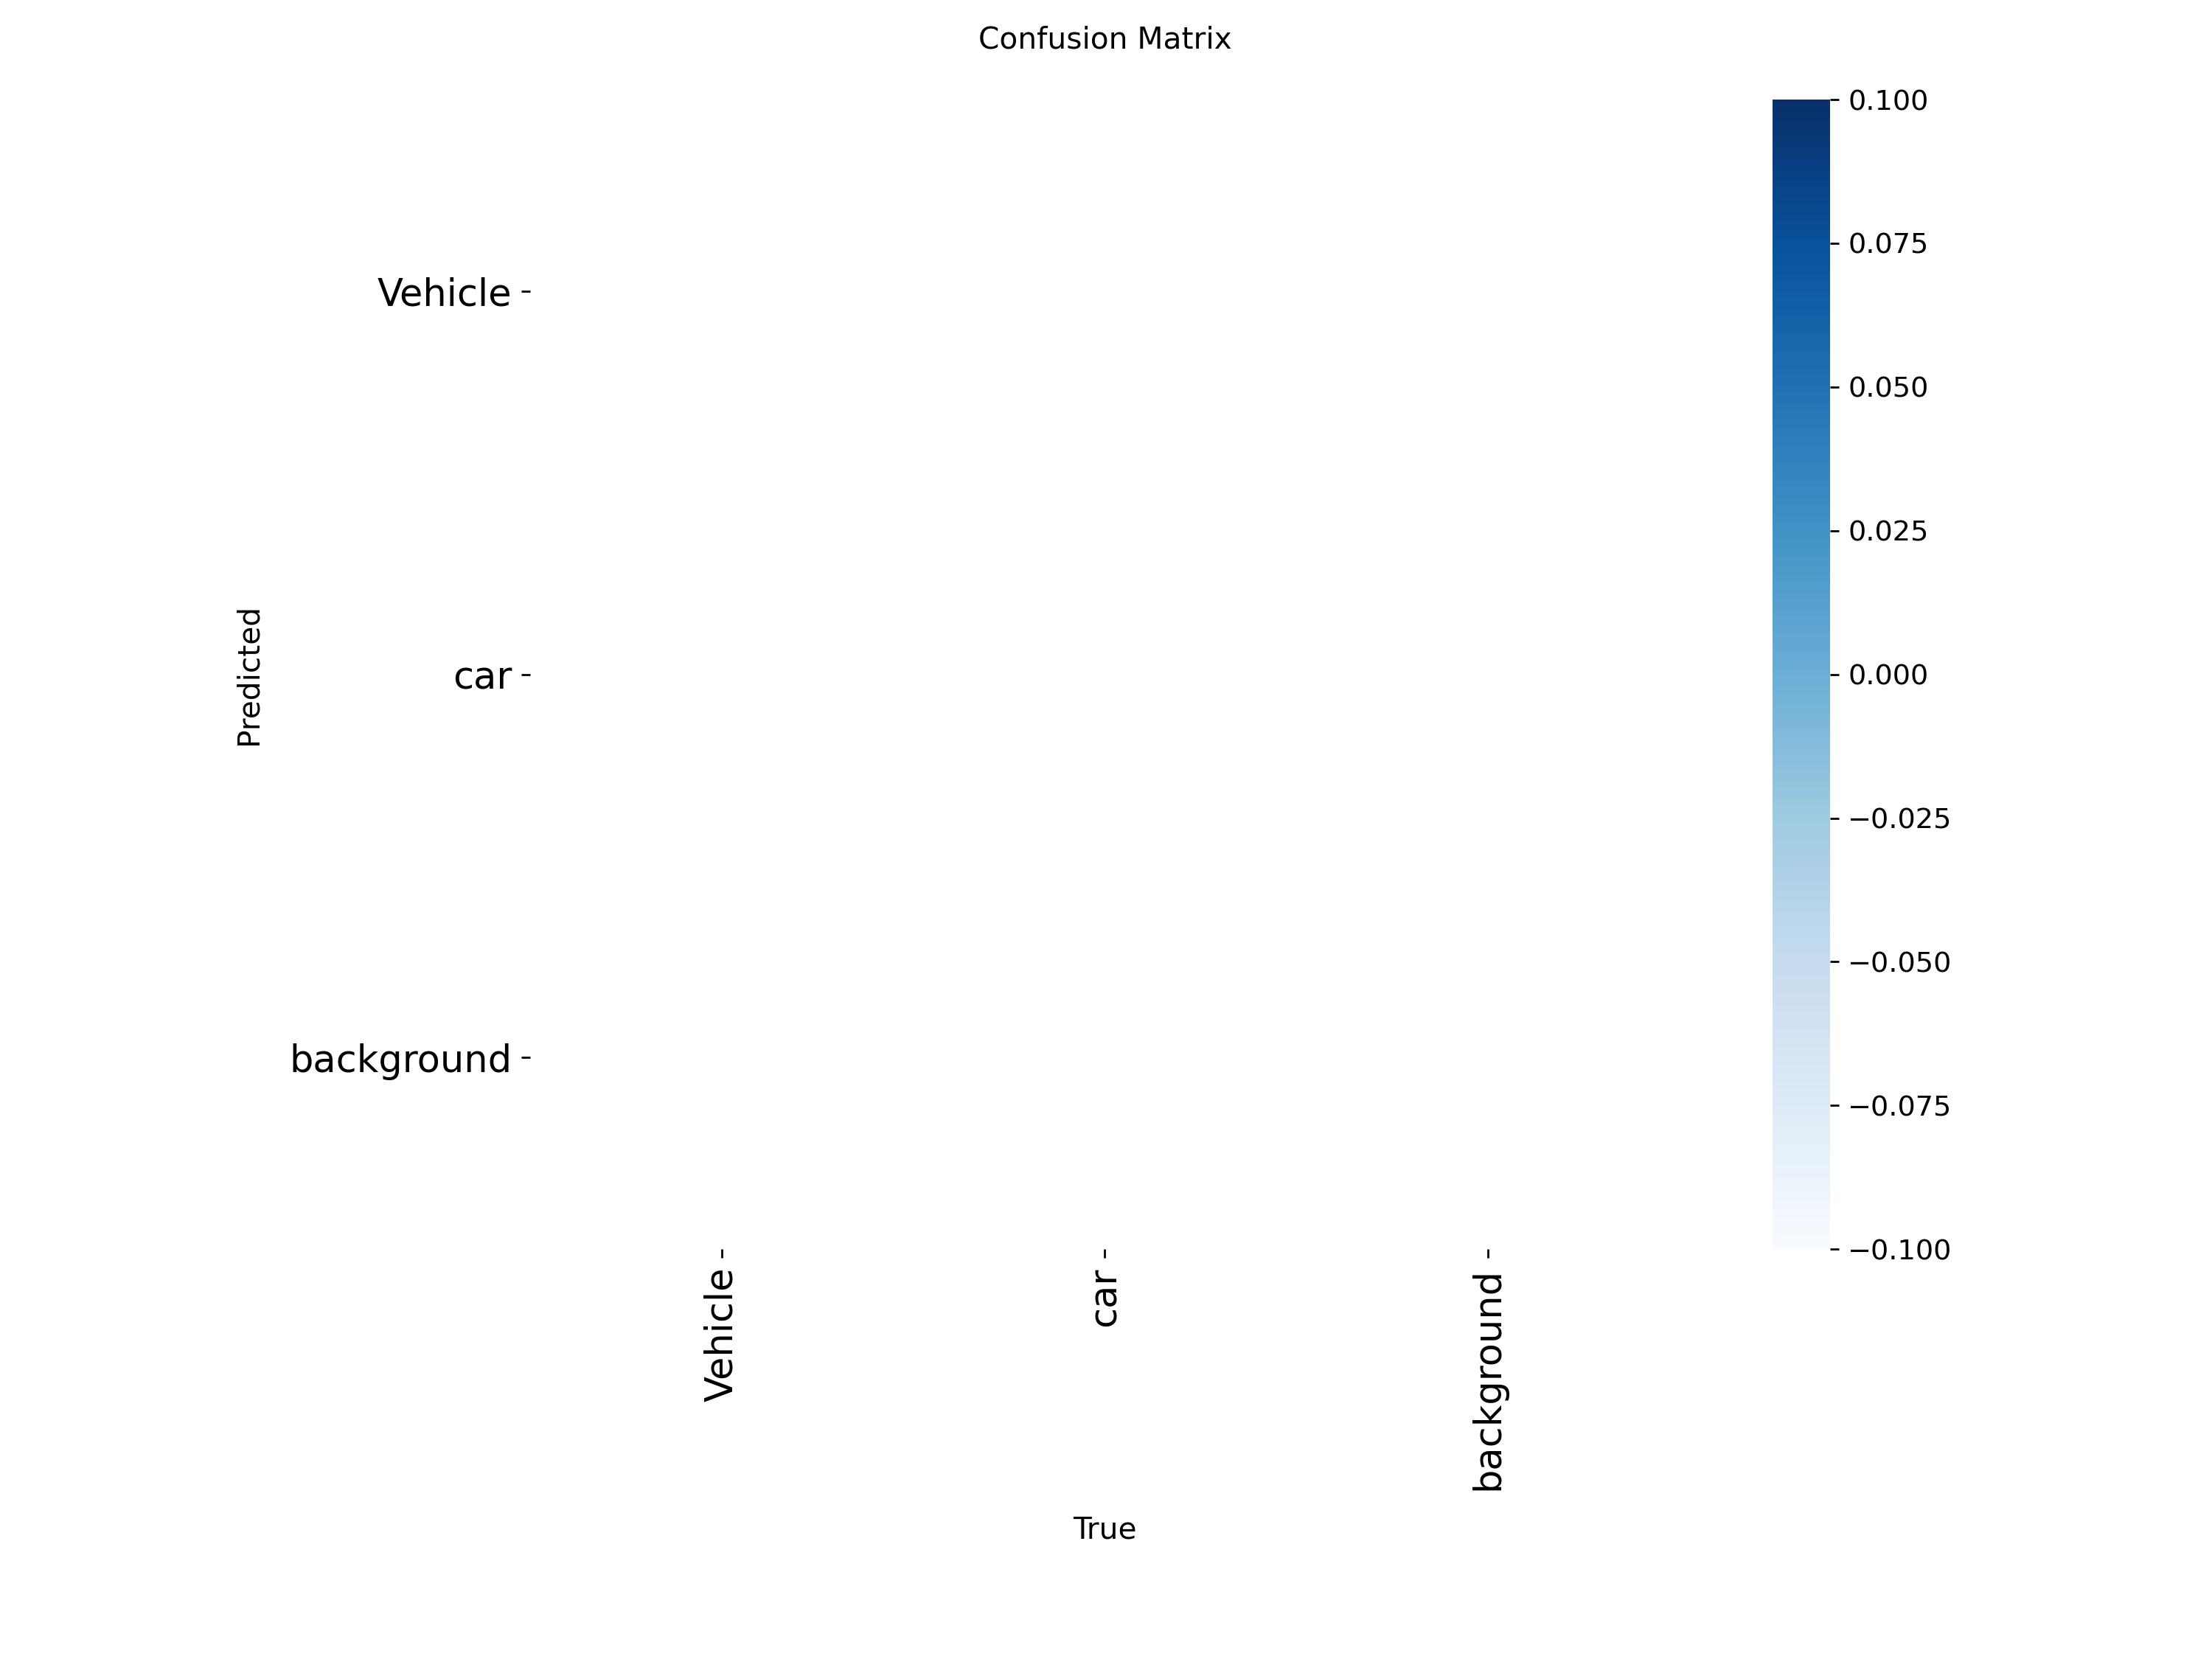 Confusion Matrix
Predicted
Vehicle
car
background
Vehicle
car
background
True
0.100
0.075
0.050
0.025
0.000
−0.025
−0.050
−0.075
−0.100